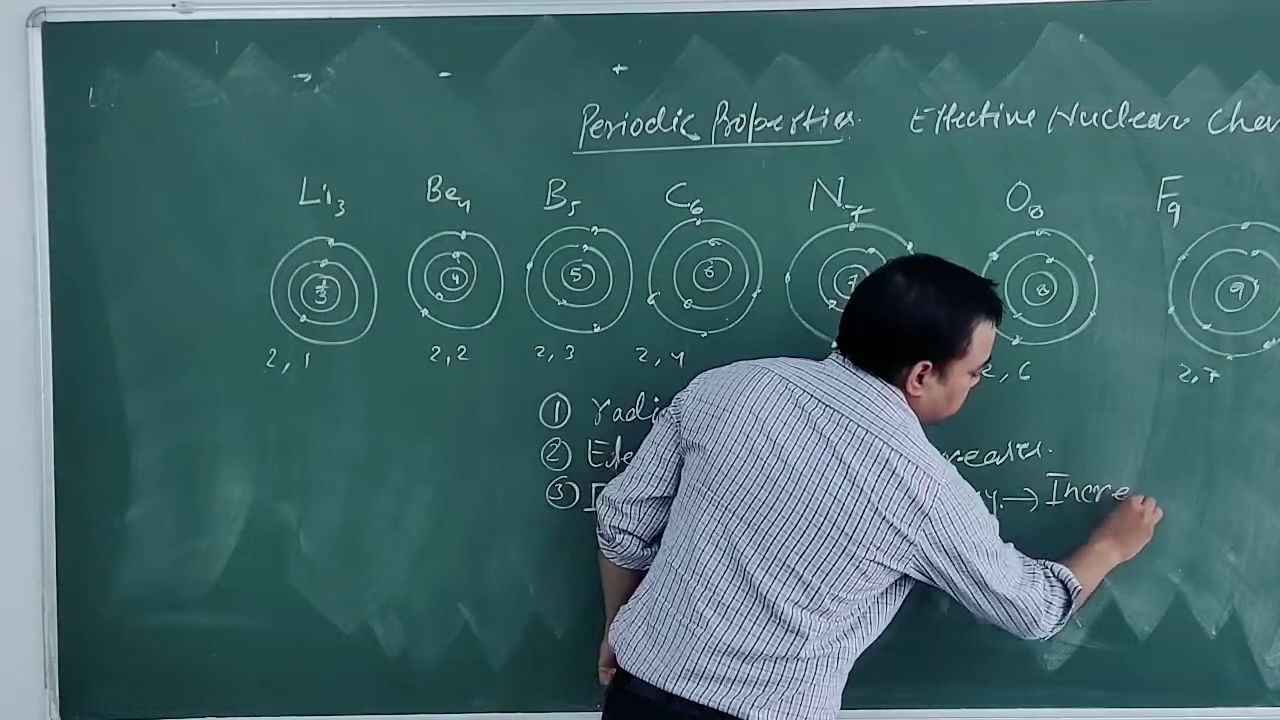 Periodic Properties. Effective Nuclear Char
Li3 Be4 B5 C6 N7 O8 F9
3 4 5 6 7 8 9
2,1 2,2 2,3 2,4 2,6 2,7
① radi
② Ele
③ y. → Incre